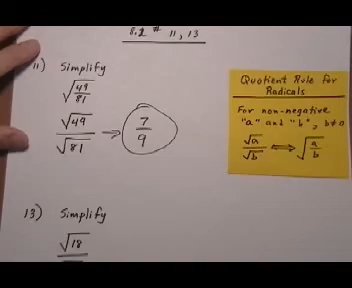 8.2 # 11, 13
11) Simplify
√49/81
√49
√81
⇒ 7/9
Quotient Rule for
Radicals
For non-negative
"a" and "b", b≠0
√a/√b ⟺ √a/b
13) Simplify
√18